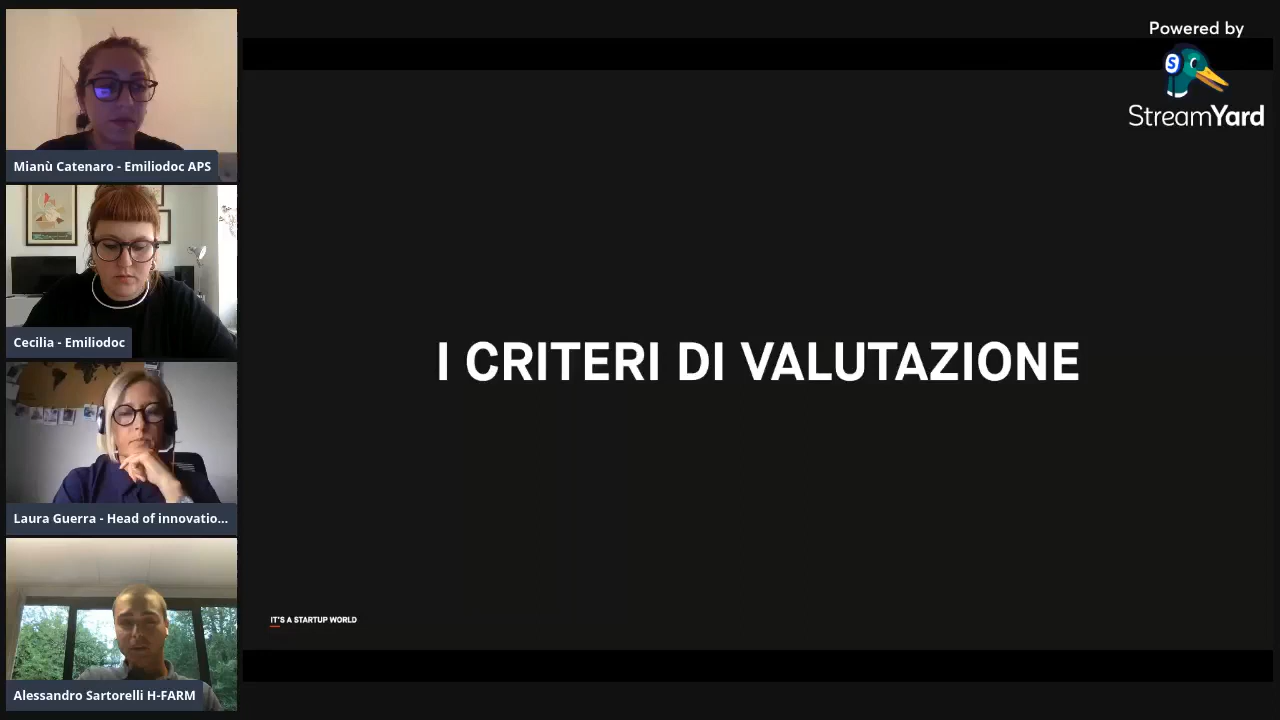 Powered by
S
StreamYard
Mianù Catenaro - Emiliodoc APS
Cecilia - Emiliodoc
Laura Guerra - Head of innovatio...
Alessandro Sartorelli H-FARM
I CRITERI DI VALUTAZIONE
IT'S A STARTUP WORLD